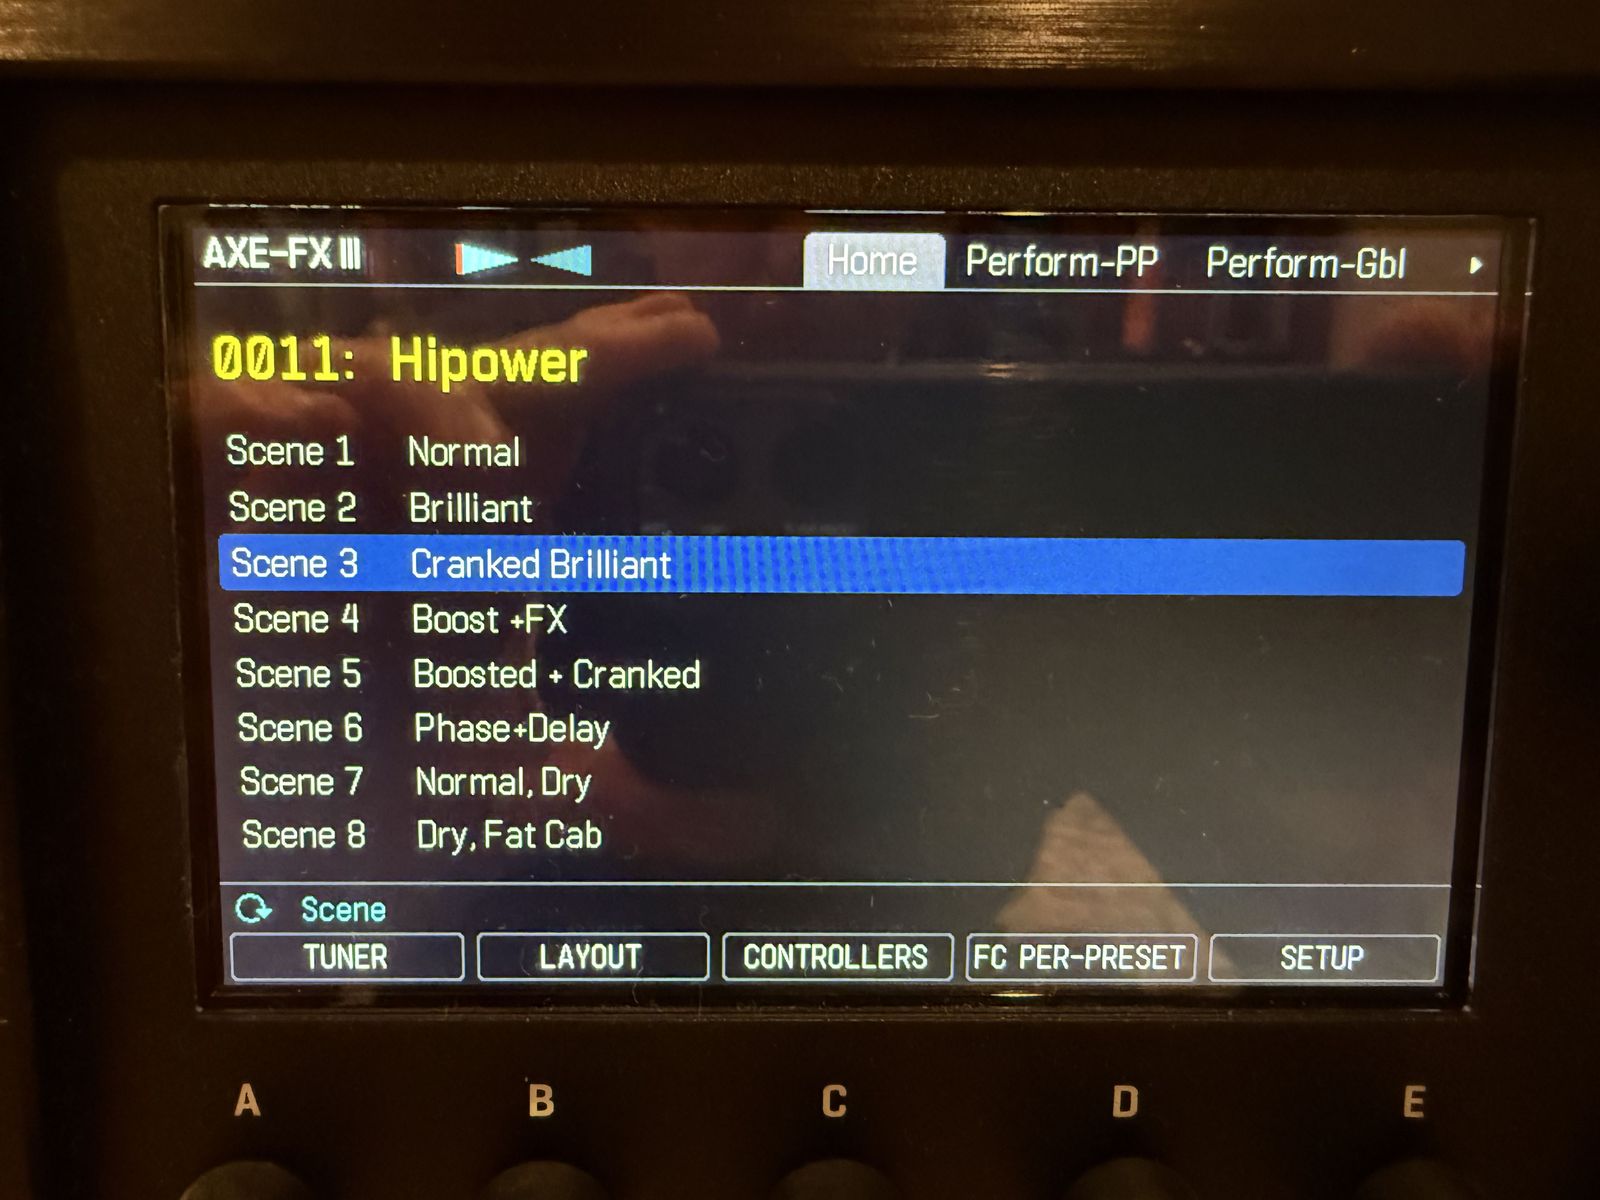 AXE-FX III Home Perform-PP Perform-Gbl
0011: Hipower
Scene 1 Normal
Scene 2 Brilliant
Scene 3 Cranked Brilliant
Scene 4 Boost +FX
Scene 5 Boosted + Cranked
Scene 6 Phase+Delay
Scene 7 Normal, Dry
Scene 8 Dry, Fat Cab
Scene
TUNER LAYOUT CONTROLLERS FC PER-PRESET SETUP
A B C D E